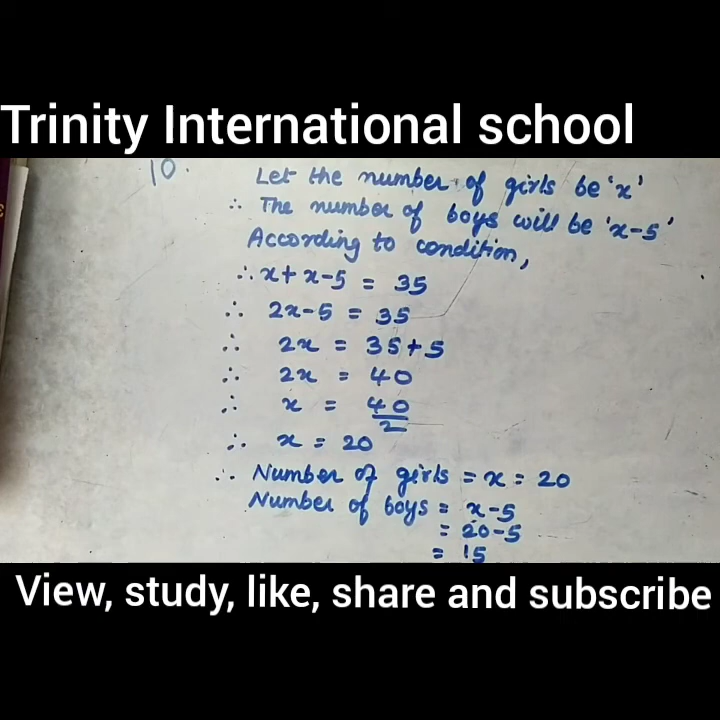 Trinity International school
10.
Let the number of girls be 'x'
∴ The number of boys will be 'x-5'
According to condition,
∴ x + x-5 = 35
∴ 2x-5 = 35
∴ 2x = 35+5
∴ 2x = 40
∴ x = 40/2
∴ x = 20
∴ Number of girls = x = 20
Number of boys = x-5
= 20-5
= 15
View, study, like, share and subscribe